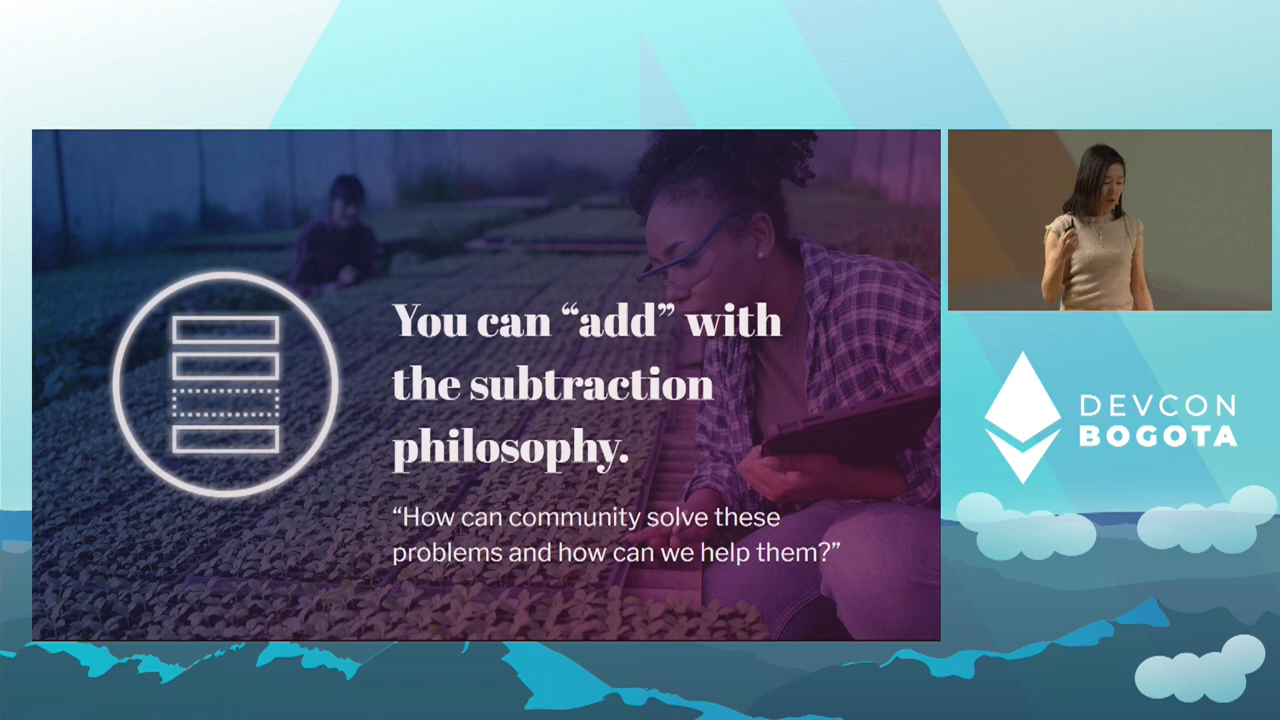 You can “add” with
the subtraction
philosophy.
“How can community solve these
problems and how can we help them?”
DEVCON
BOGOTA